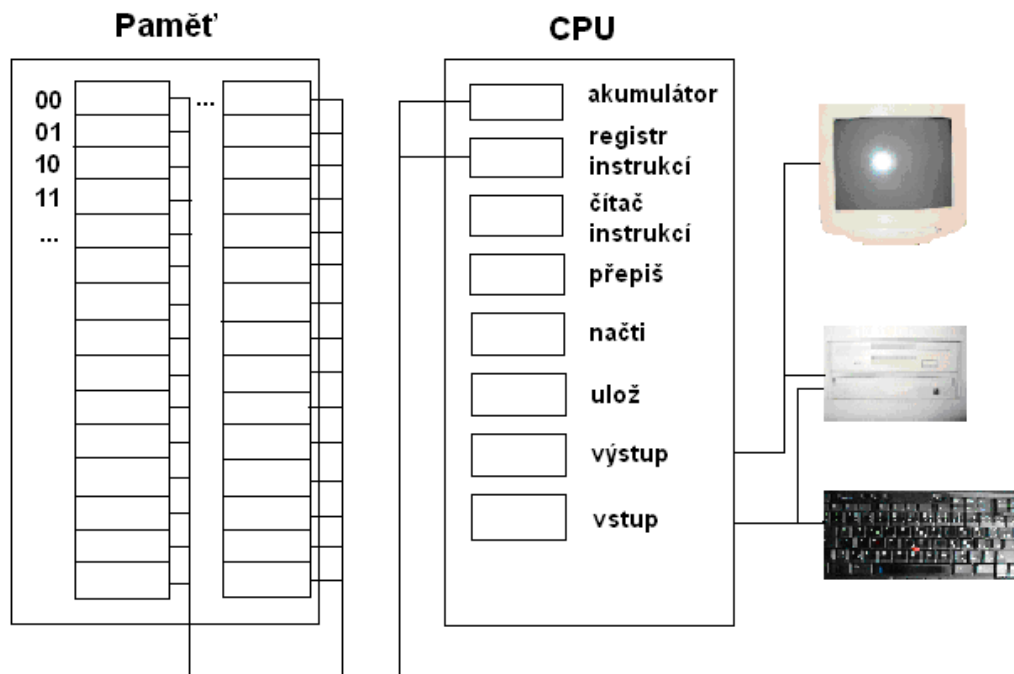 Paměť
00
01
10
11
...
...
CPU
akumulátor
registr
instrukcí
čítač
instrukcí
přepiš
načti
ulož
výstup
vstup